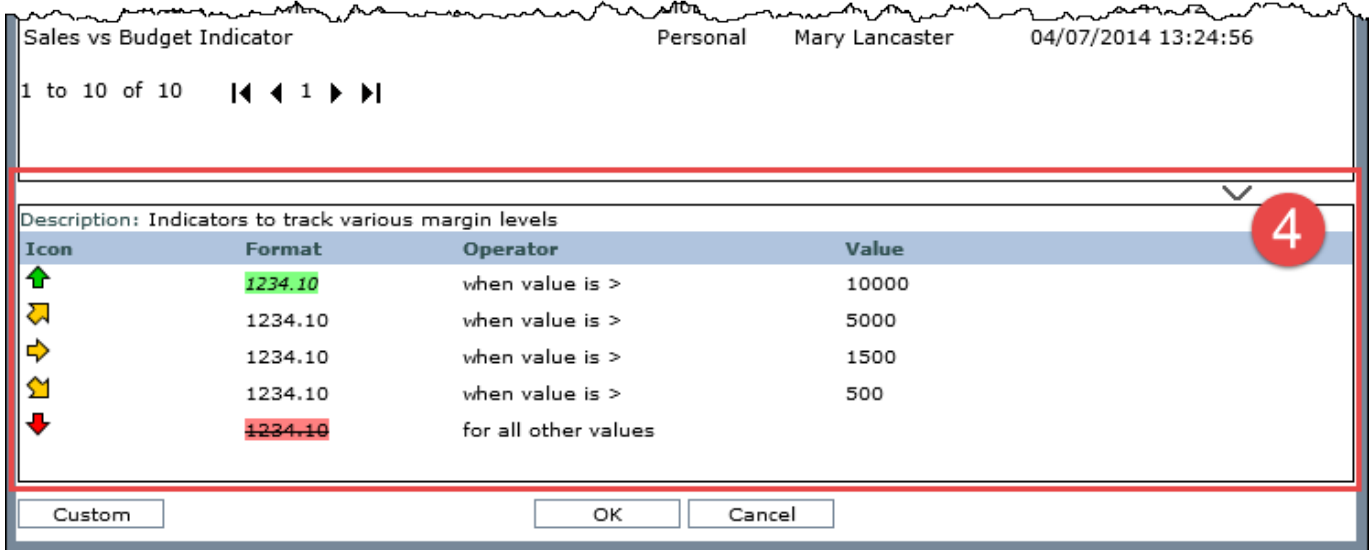 Sales vs Budget Indicator Personal Mary Lancaster 04/07/2014 13:24:56
1 to 10 of 10 1
4
Description: Indicators to track various margin levels
Icon Format Operator Value
1234.10 when value is > 10000
1234.10 when value is > 5000
1234.10 when value is > 1500
1234.10 when value is > 500
1234.10 for all other values
Custom OK Cancel